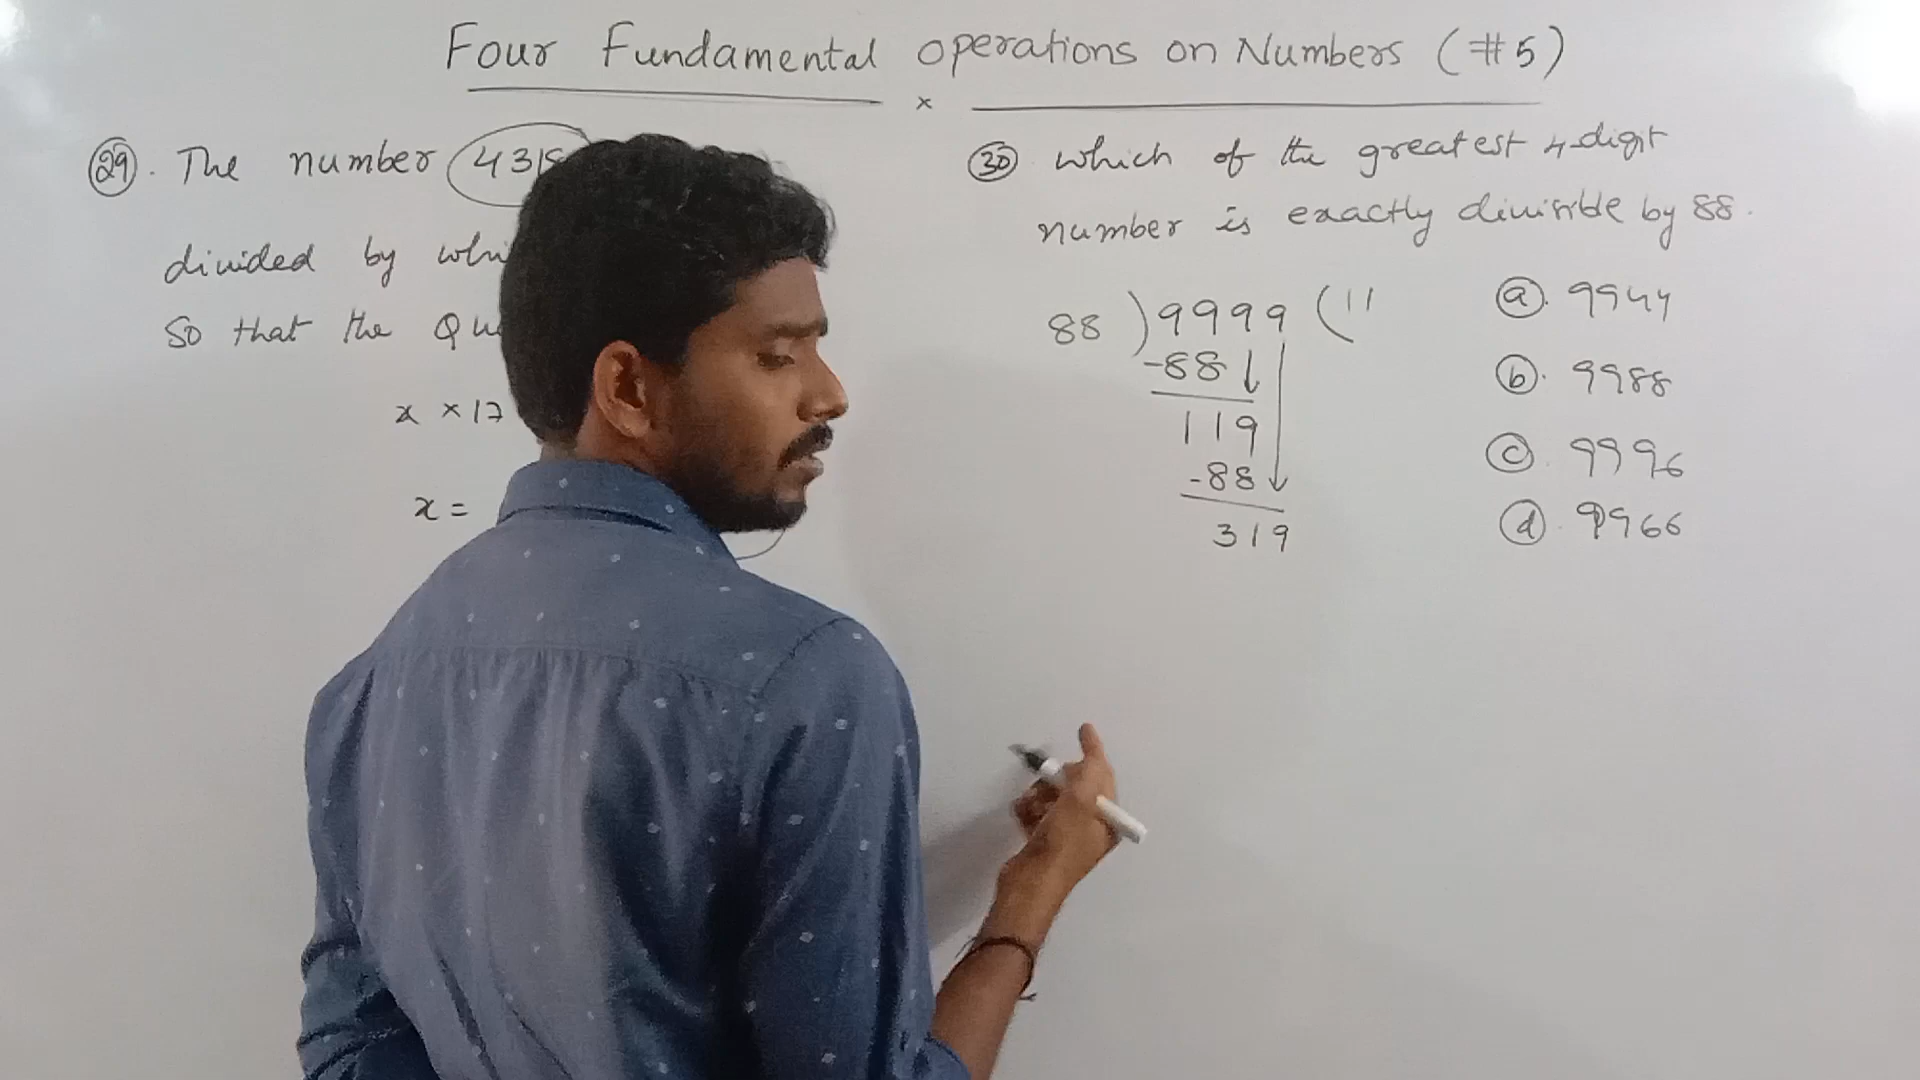 Four Fundamental operations on Numbers (#5)
x
29. The number 431
divided by
So that the
x × 17
x =
30 which of the greatest 4-digit
number is exactly divisible by 88.
88 ) 9999 ( 11
-88
119
-88
319
a. 9944
b. 9988
c. 9996
d. 9966